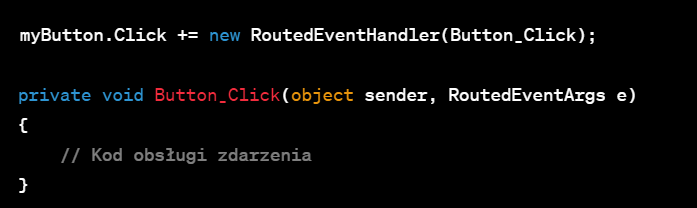 myButton.Click += new RoutedEventHandler(Button_Click);
private void Button_Click(object sender, RoutedEventArgs e)
{
// Kod obsługi zdarzenia
}